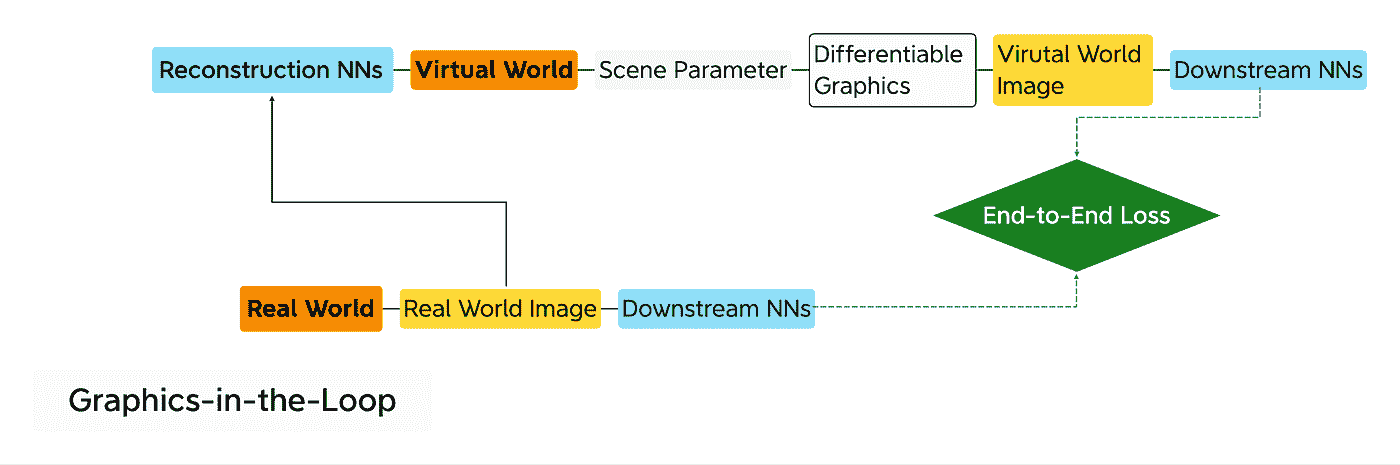 Reconstruction NNs
Virtual World
Scene Parameter
Differentiable
Graphics
Virutal World
Image
Downstream NNs
End-to-End Loss
Real World
Real World Image
Downstream NNs
Graphics-in-the-Loop